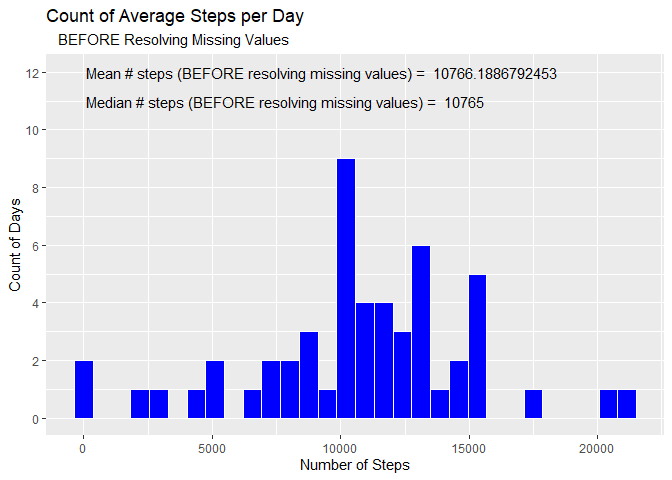 Count of Average Steps per Day
BEFORE Resolving Missing Values
Mean # steps (BEFORE resolving missing values) =  10766.1886792453
Median # steps (BEFORE resolving missing values) =  10765
12
10
8
6
4
2
0
Count of Days
0 5000 10000 15000 20000
Number of Steps